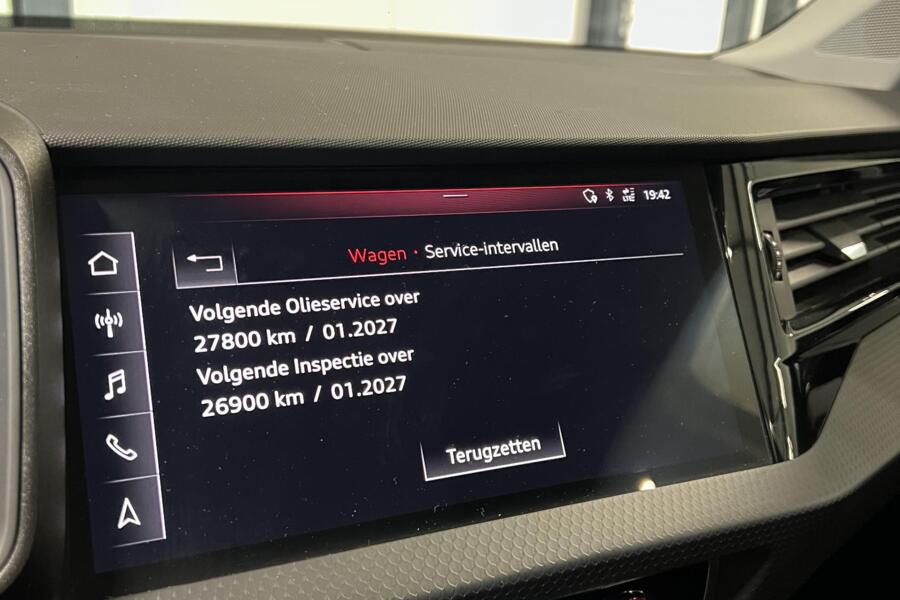 LTE 19:42
Wagen · Service-intervallen
Volgende Olieservice over
27800 km / 01.2027
Volgende Inspectie over
26900 km / 01.2027
Terugzetten